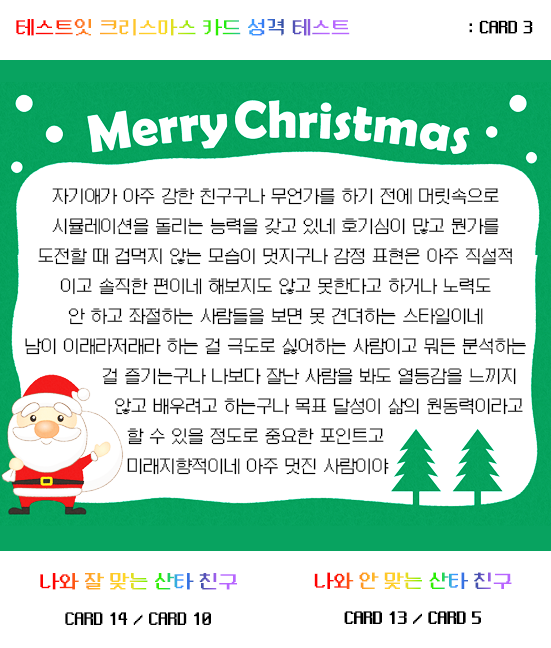 테스트잇 크리스마스 카드 성격 테스트
: CARD 3
Merry Christmas
자기애가 아주 강한 친구구나 무언가를 하기 전에 머릿속으로
시뮬레이션을 돌리는 능력을 갖고 있네 호기심이 많고 뭔가를
도전할 때 겁먹지 않는 모습이 멋지구나 감정 표현은 아주 직설적
이고 솔직한 편이네 해보지도 않고 못한다고 하거나 노력도
안 하고 좌절하는 사람들을 보면 못 견뎌하는 스타일이네
남이 이래라저래라 하는 걸 극도로 싫어하는 사람이고 뭐든 분석하는
걸 즐기는구나 나보다 잘난 사람을 봐도 열등감을 느끼지
않고 배우려고 하는구나 목표 달성이 삶의 원동력이라고
할 수 있을 정도로 중요한 포인트고
미래지향적이네 아주 멋진 사람이야
나와 잘 맞는 산타 친구
CARD 14 / CARD 10
나와 안 맞는 산타 친구
CARD 13 / CARD 5